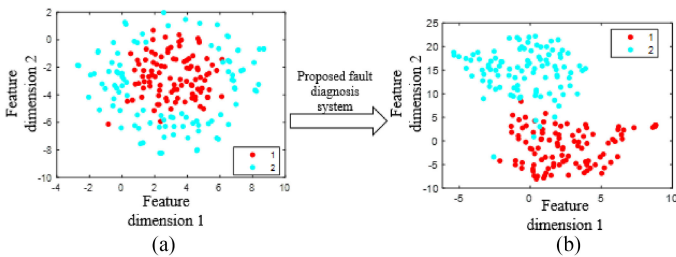 2
0
-2
-4
-6
-8
-10
-4
-2
0
2
4
6
8
10
Feature
dimension 2
Feature
dimension 1
1
2
(a)
Proposed fault
diagnosis
system
25
20
15
10
5
0
-5
-10
-5
0
5
10
Feature
dimension 2
Feature
dimension 1
1
2
(b)